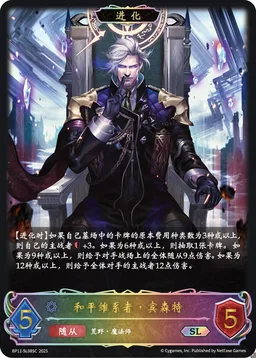 进化
【进化时】如果自己墓场中的卡牌的原本费用种类数为3种或以上,
则自己的主战者+3。如果为6种或以上,则抽取1张卡牌。如
果为9种或以上,则给予对手战场上的全体随从9点伤害。如果为
12种或以上,则给予全体对手的主战者12点伤害。
和平维系者·宾森特
5
5
随从
荒野·魔法师
SL
BP13-SL08SC 2025
© Cygames, Inc. Published by NetEase Games